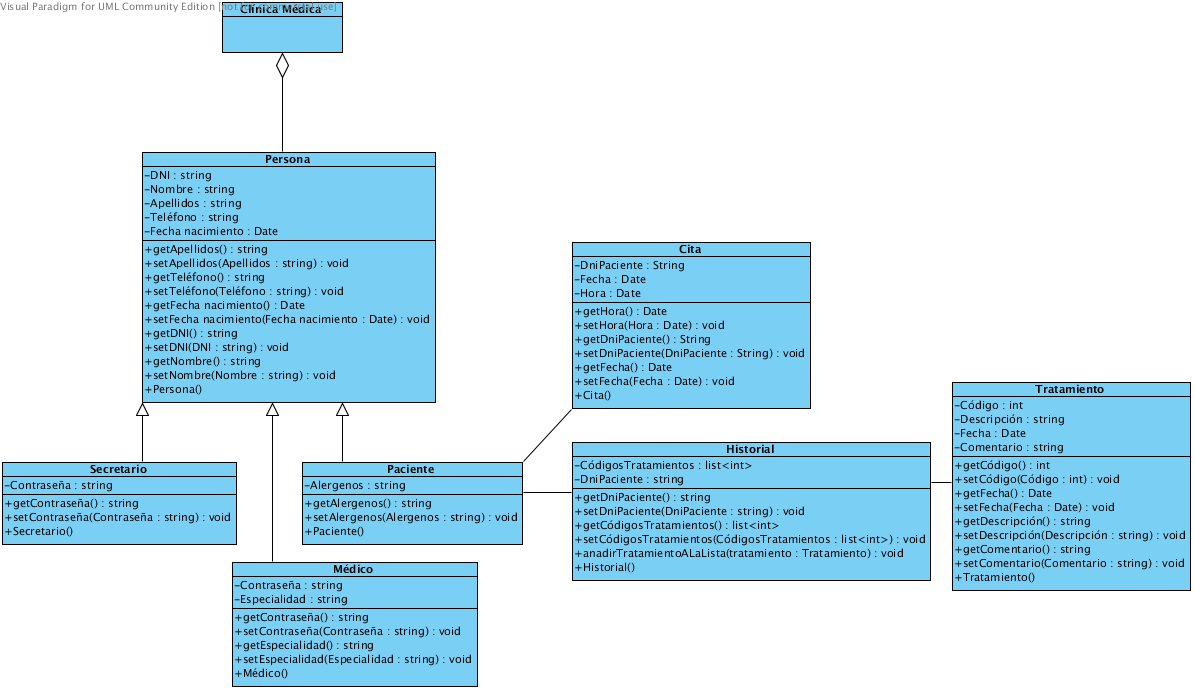 Visual Paradigm for UML Community Edition [not for commercial use]
Clínica Médica
Persona
-DNI : string
-Nombre : string
-Apellidos : string
-Teléfono : string
-Fecha nacimiento : Date
+getApellidos() : string
+setApellidos(Apellidos : string) : void
+getTeléfono() : string
+setTeléfono(Teléfono : string) : void
+getFecha nacimiento() : Date
+setFecha nacimiento(Fecha nacimiento : Date) : void
+getDNI() : string
+setDNI(DNI : string) : void
+getNombre() : string
+setNombre(Nombre : string) : void
+Persona()
Cita
-DniPaciente : String
-Fecha : Date
-Hora : Date
+getHora() : Date
+setHora(Hora : Date) : void
+getDniPaciente() : String
+setDniPaciente(DniPaciente : String) : void
+getFecha() : Date
+setFecha(Fecha : Date) : void
+Cita()
Tratamiento
-Código : int
-Descripción : string
-Fecha : Date
-Comentario : string
+getCódigo() : int
+setCódigo(Código : int) : void
+getFecha() : Date
+setFecha(Fecha : Date) : void
+getDescripción() : string
+setDescripción(Descripción : string) : void
+getComentario() : string
+setComentario(Comentario : string) : void
+Tratamiento()
Historial
-CódigosTratamientos : list<int>
-DniPaciente : string
+getDniPaciente() : string
+setDniPaciente(DniPaciente : string) : void
+getCódigosTratamientos() : list<int>
+setCódigosTratamientos(CódigosTratamientos : list<int>) : void
+anadirTratamientoALaLista(tratamiento : Tratamiento) : void
+Historial()
Secretario
-Contraseña : string
+getContraseña() : string
+setContraseña(Contraseña : string) : void
+Secretario()
Paciente
-Alergenos : string
+getAlergenos() : string
+setAlergenos(Alergenos : string) : void
+Paciente()
Médico
-Contraseña : string
-Especialidad : string
+getContraseña() : string
+setContraseña(Contraseña : string) : void
+getEspecialidad() : string
+setEspecialidad(Especialidad : string) : void
+Médico()